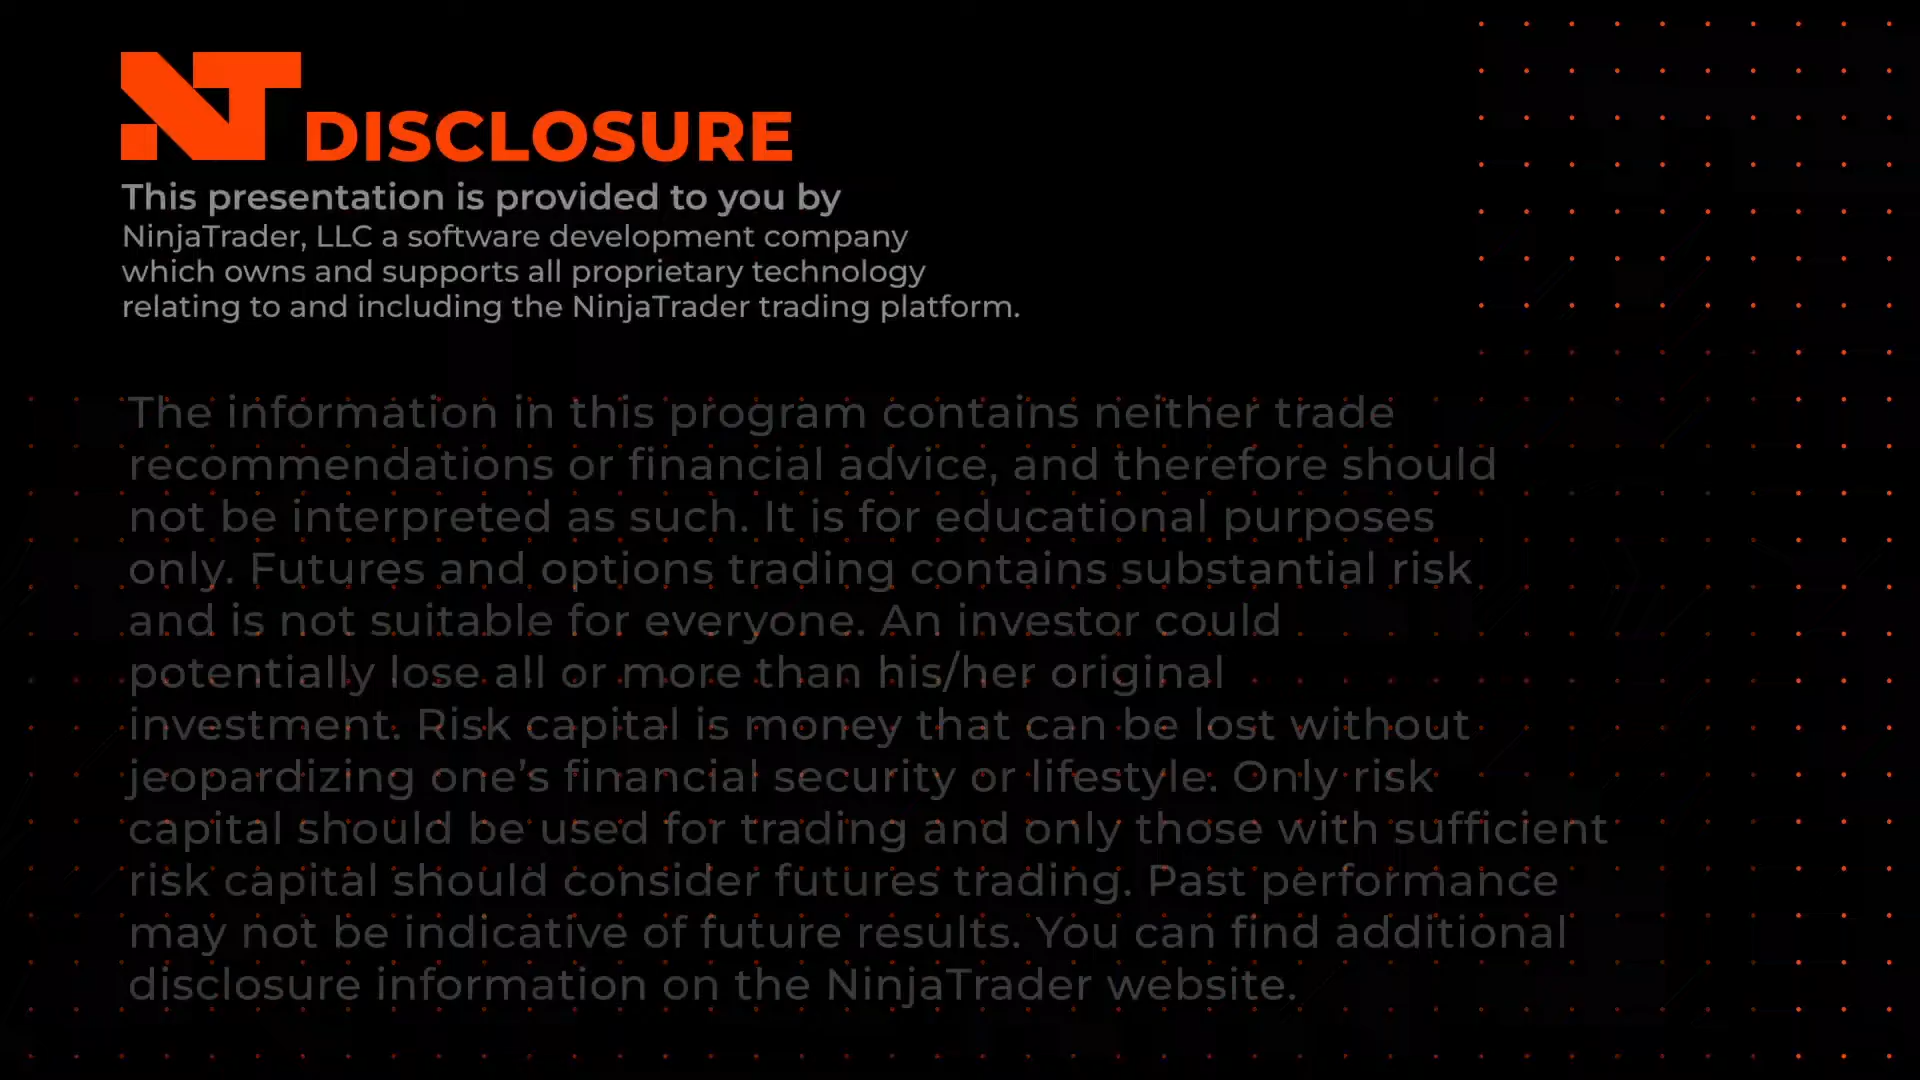 NT DISCLOSURE
This presentation is provided to you by
NinjaTrader, LLC a software development company
which owns and supports all proprietary technology
relating to and including the NinjaTrader trading platform.
The information in this program contains neither trade
recommendations or financial advice, and therefore should
not be interpreted as such. It is for educational purposes
only. Futures and options trading contains substantial risk
and is not suitable for everyone. An investor could
potentially lose all or more than his/her original
investment. Risk capital is money that can be lost without
jeopardizing one’s financial security or lifestyle. Only risk
capital should be used for trading and only those with sufficient
risk capital should consider futures trading. Past performance
may not be indicative of future results. You can find additional
disclosure information on the NinjaTrader website.